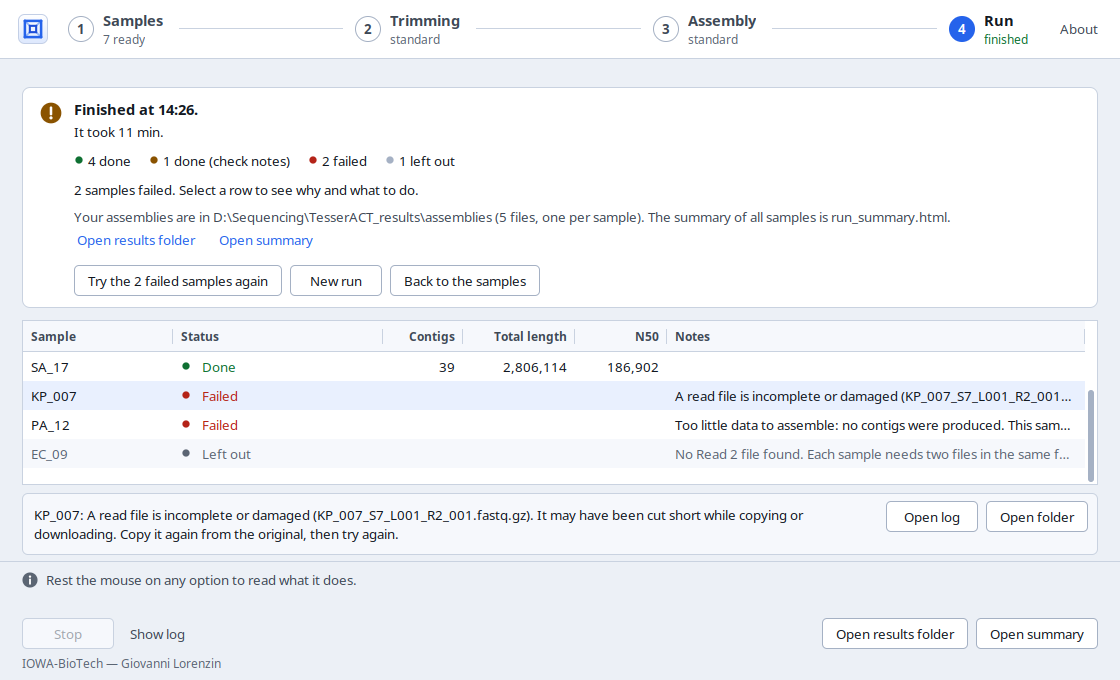 1 Samples
7 ready
2 Trimming
standard
3 Assembly
standard
4 Run
finished
About
Finished at 14:26.
It took 11 min.
4 done 1 done (check notes) 2 failed 1 left out
2 samples failed. Select a row to see why and what to do.
Your assemblies are in D:\Sequencing\TesserACT_results\assemblies (5 files, one per sample). The summary of all samples is run_summary.html.
Open results folder Open summary
Try the 2 failed samples again New run Back to the samples
Sample Status Contigs Total length N50 Notes
SA_17 Done 39 2,806,114 186,902
KP_007 Failed A read file is incomplete or damaged (KP_007_S7_L001_R2_001...
PA_12 Failed Too little data to assemble: no contigs were produced. This sam...
EC_09 Left out No Read 2 file found. Each sample needs two files in the same f...
KP_007: A read file is incomplete or damaged (KP_007_S7_L001_R2_001.fastq.gz). It may have been cut short while copying or
downloading. Copy it again from the original, then try again.
Open log Open folder
Rest the mouse on any option to read what it does.
Stop Show log Open results folder Open summary
IOWA-BioTech — Giovanni Lorenzin